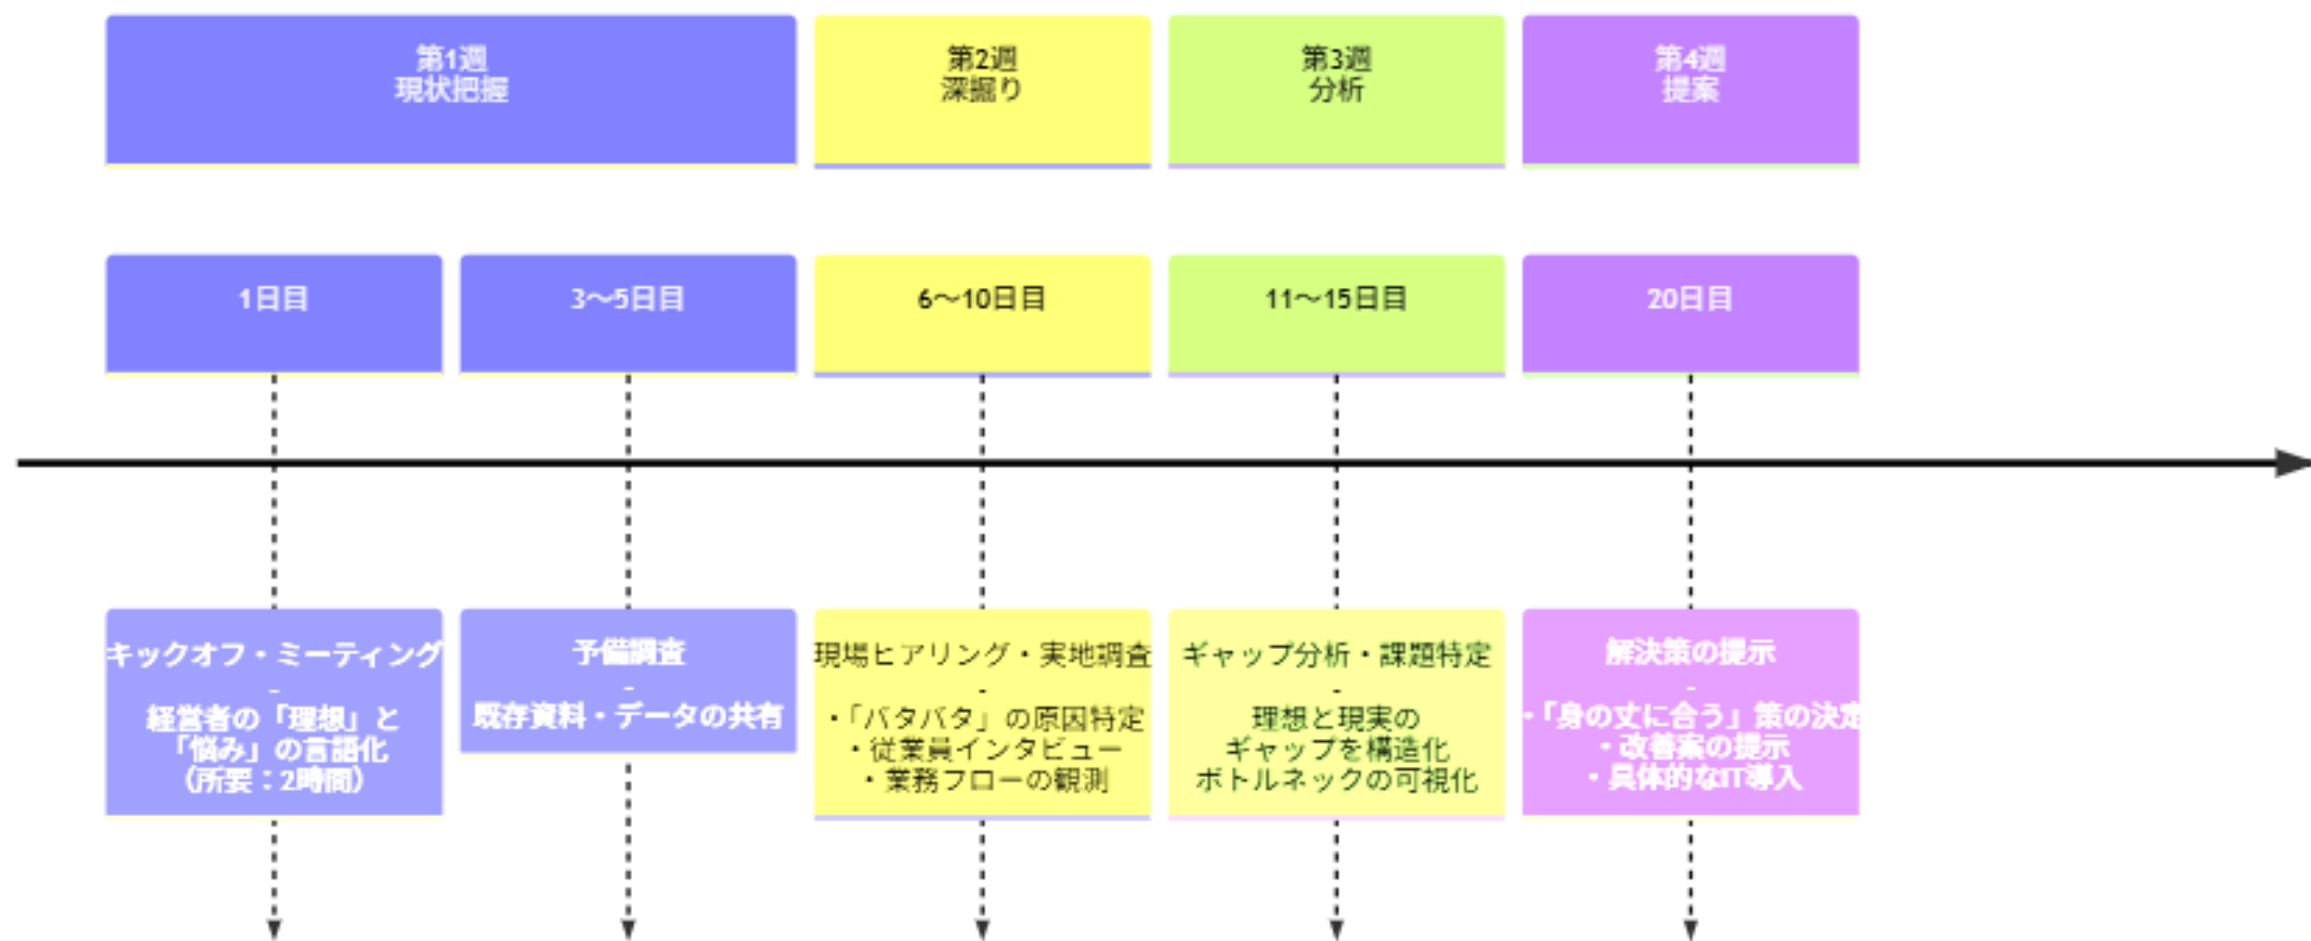 第1週
現状把握
第2週
深掘り
第3週
分析
第4週
提案
1日目
3〜5日目
6〜10日目
11〜15日目
20日目
キックオフ・ミーティング
-
経営者の「理想」と
「悩み」の言語化
（所要：2時間）
予備調査
-
既存資料・データの共有
現場ヒアリング・実地調査
-
・「バタバタ」の原因特定
・従業員インタビュー
・業務フローの観測
ギャップ分析・課題特定
-
理想と現実の
ギャップを構造化
ボトルネックの可視化
解決策の提示
-
・「身の丈に合う」策の決定
・改善案の提示
・具体的なIT導入